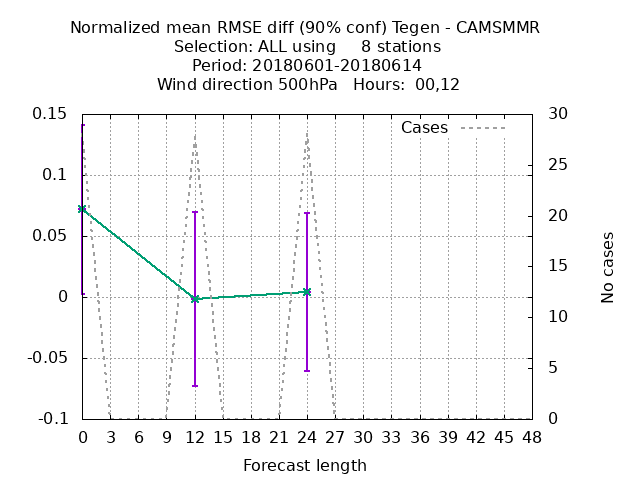 Normalized mean RMSE diff (90% conf) Tegen - CAMSMMR
Selection: ALL using     8 stations
Period: 20180601-20180614
Wind direction 500hPa   Hours:  00,12
0.15
0.1
0.05
0
-0.05
-0.1
Cases
30
25
20
15
10
5
0
No cases
0 3 6 9 12 15 18 21 24 27 30 33 36 39 42 45 48
Forecast length